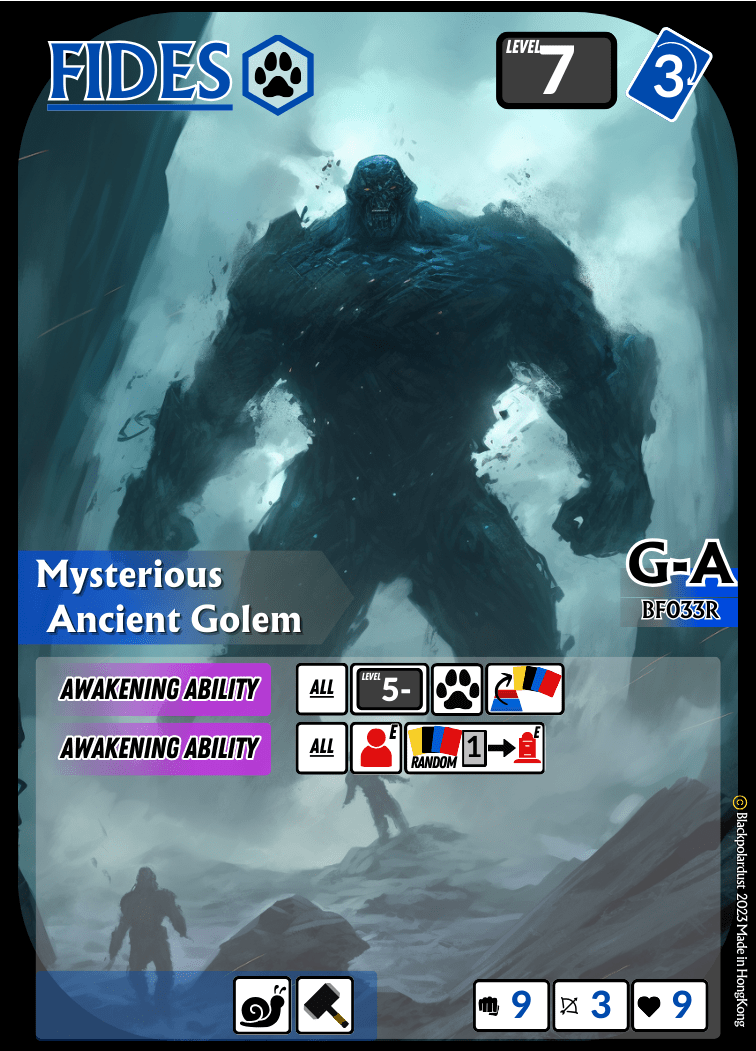 FIDES
LEVEL 7
3
Mysterious
Ancient Golem
G-A
BF033R
AWAKENING ABILITY ALL LEVEL 5-
AWAKENING ABILITY ALL E RANDOM 1 E
9 3 9
© Blackpolardust 2023 Made in HongKong